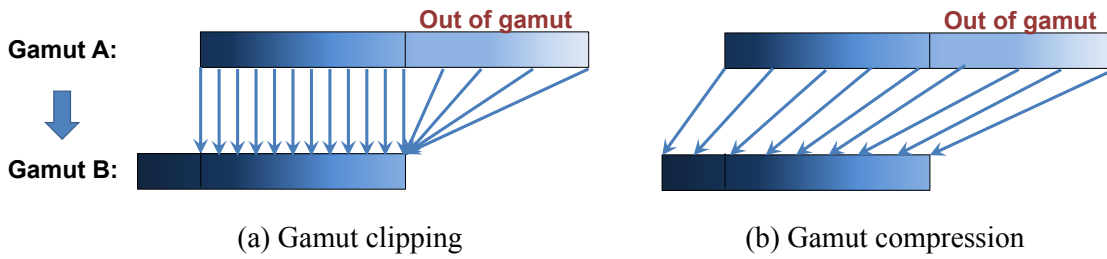 Out of gamut
Out of gamut
Gamut A:
Gamut B:
(a) Gamut clipping
(b) Gamut compression